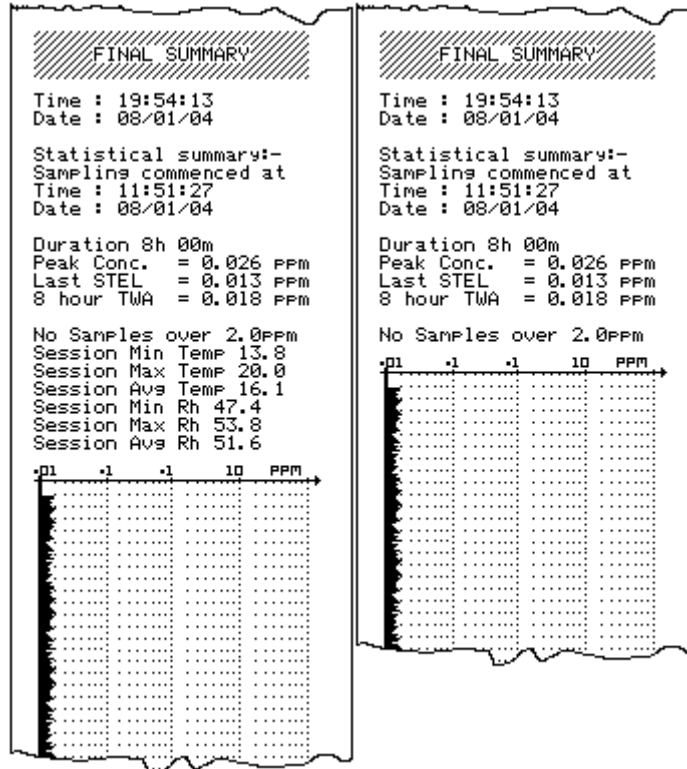 FINAL SUMMARY
Time : 19:54:13
Date : 08/01/04
Statistical summary:-
Sampling commenced at
Time : 11:51:27
Date : 08/01/04
Duration 8h 00m
Peak Conc. = 0.026 ppm
Last STEL = 0.013 ppm
8 hour TWA = 0.018 ppm
No Samples over 2.0ppm
Session Min Temp 13.8
Session Max Temp 20.0
Session Avg Temp 16.1
Session Min Rh 47.4
Session Max Rh 53.8
Session Avg Rh 51.6
.01 .1 .1 10 PPM
FINAL SUMMARY
Time : 19:54:13
Date : 08/01/04
Statistical summary:-
Sampling commenced at
Time : 11:51:27
Date : 08/01/04
Duration 8h 00m
Peak Conc. = 0.026 ppm
Last STEL = 0.013 ppm
8 hour TWA = 0.018 ppm
No Samples over 2.0ppm
.01 .1 .1 10 PPM